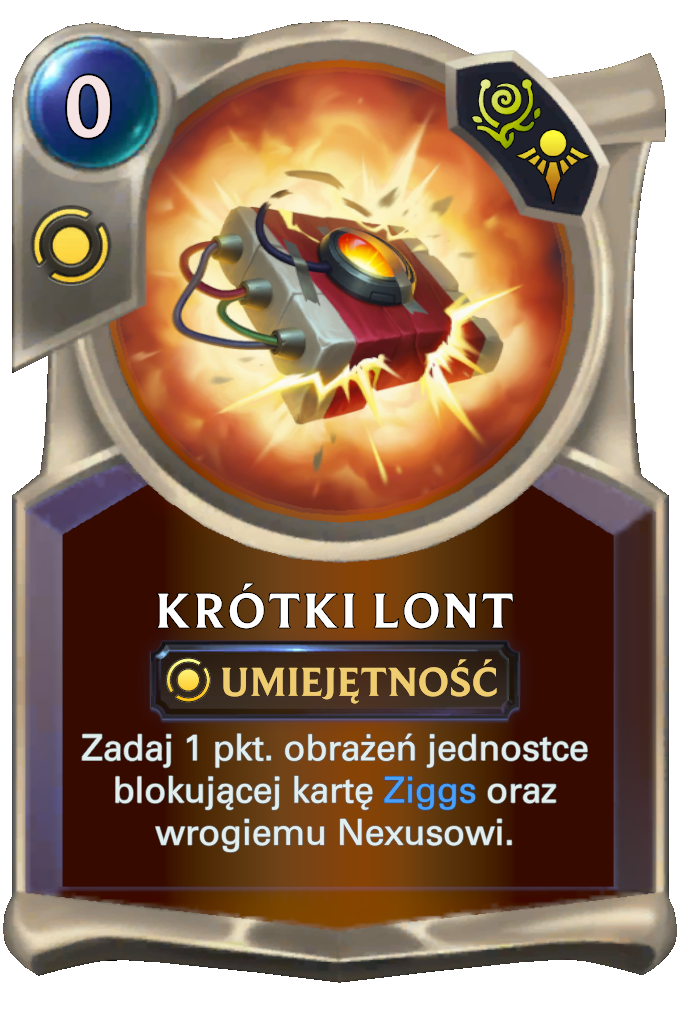 0
KRÓTKI LONT
UMIEJĘTNOŚĆ
Zadaj 1 pkt. obrażeń jednostce
blokującej kartę Ziggs oraz
wrogiemu Nexusowi.